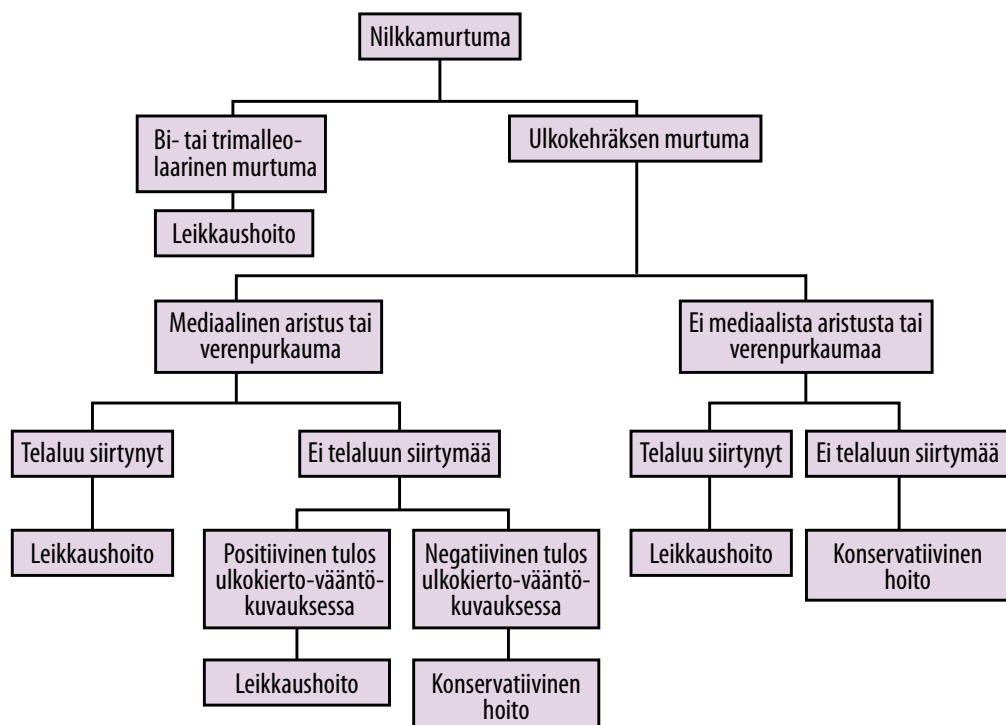 Nilkkamurtuma
Bi- tai trimalleo-
laarinen murtuma
Ulkokehräksen murtuma
Leikkaushoito
Mediaalinen aristus tai
verenpurkauma
Ei mediaalista aristusta tai
verenpurkaumaa
Telaluu siirtynyt
Ei telaluun siirtymää
Telaluu siirtynyt
Ei telaluun siirtymää
Leikkaushoito
Positiivinen tulos
ulkokierto-vääntö-
kuvauksessa
Negatiivinen tulos
ulkokierto-vääntö-
kuvauksessa
Leikkaushoito
Konservatiivinen
hoito
Leikkaushoito
Konservatiivinen
hoito